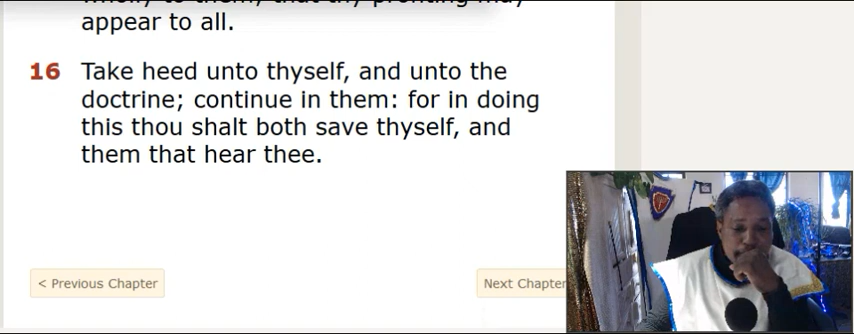 appear to all.
16 Take heed unto thyself, and unto the
doctrine; continue in them: for in doing
this thou shalt both save thyself, and
them that hear thee.
< Previous Chapter
Next Chapter